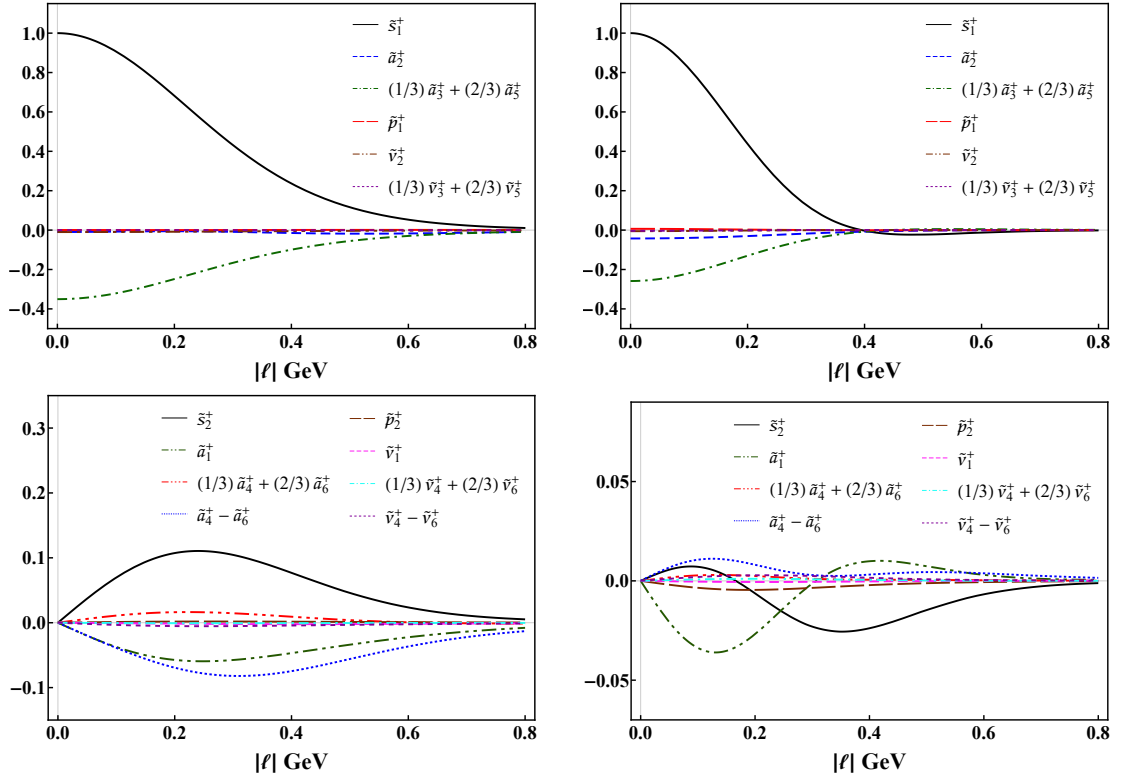 1.0
0.8
0.6
0.4
0.2
0.0
−0.2
−0.4
0.0 0.2 0.4 0.6 0.8
|ℓ| GeV
s̃₁⁺
ã₂⁺
(1/3) ã₃⁺ + (2/3) ã₅⁺
p̃₁⁺
ṽ₂⁺
(1/3) ṽ₃⁺ + (2/3) ṽ₅⁺
1.0
0.8
0.6
0.4
0.2
0.0
−0.2
−0.4
0.0 0.2 0.4 0.6 0.8
|ℓ| GeV
s̃₁⁺
ã₂⁺
(1/3) ã₃⁺ + (2/3) ã₅⁺
p̃₁⁺
ṽ₂⁺
(1/3) ṽ₃⁺ + (2/3) ṽ₅⁺
0.3
0.2
0.1
0.0
−0.1
0.0 0.2 0.4 0.6 0.8
|ℓ| GeV
s̃₂⁺ p̃₂⁺
ã₁⁺ ṽ₁⁺
(1/3) ã₄⁺ + (2/3) ã₆⁺ (1/3) ṽ₄⁺ + (2/3) ṽ₆⁺
ã₄⁺ − ã₆⁺ ṽ₄⁺ − ṽ₆⁺
0.05
0.00
−0.05
0.0 0.2 0.4 0.6 0.8
|ℓ| GeV
s̃₂⁺ p̃₂⁺
ã₁⁺ ṽ₁⁺
(1/3) ã₄⁺ + (2/3) ã₆⁺ (1/3) ṽ₄⁺ + (2/3) ṽ₆⁺
ã₄⁺ − ã₆⁺ ṽ₄⁺ − ṽ₆⁺